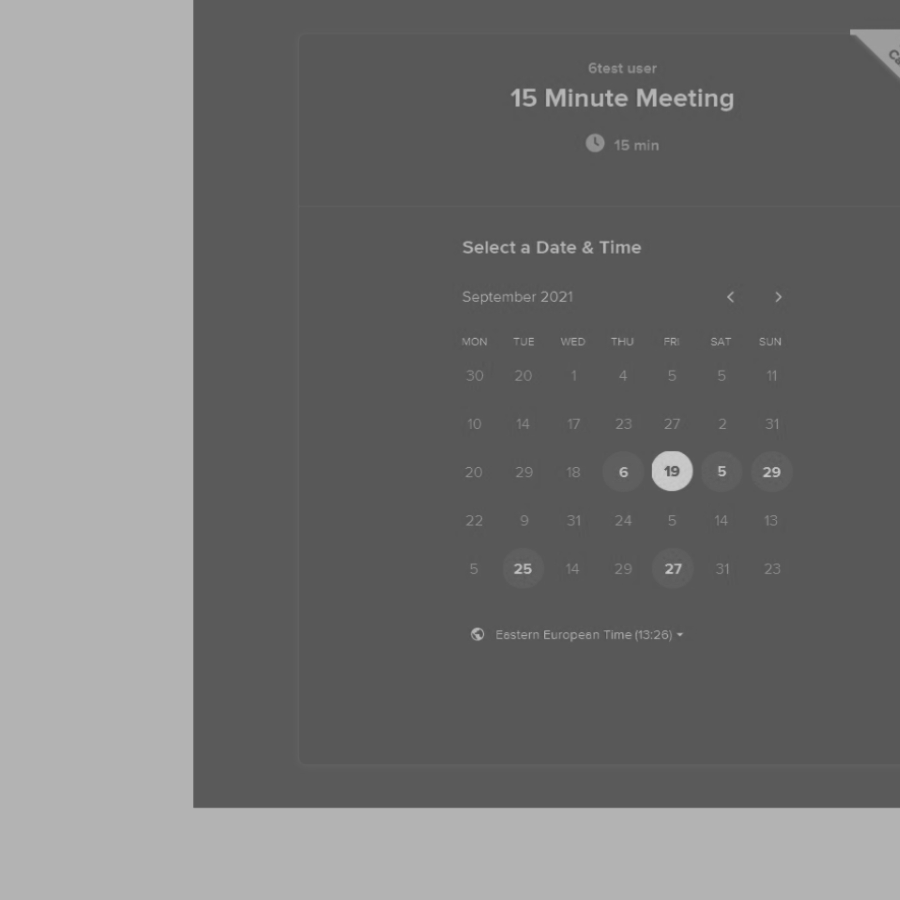 6test user
15 Minute Meeting
15 min
Select a Date & Time
September 2021
MON TUE WED THU FRI SAT SUN
30 20 1 4 5 5 11
10 14 17 23 27 2 31
20 29 18 6 19 5 29
22 9 31 24 5 14 13
5 25 14 29 27 31 23
Eastern European Time (13:26)